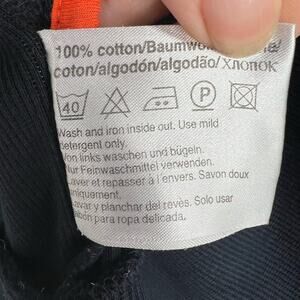 100% cotton/Baumwolle/
coton/algodón/algodão/Хлопок
40 P
Wash and iron inside out. Use mild
detergent only.
Von links waschen und bügeln.
Nur Feinwaschmittel verwenden.
Laver et repasser à l'envers. Savon doux
uniquement.
Lavar y planchar del revés. Solo usar
jabón para ropa delicada.